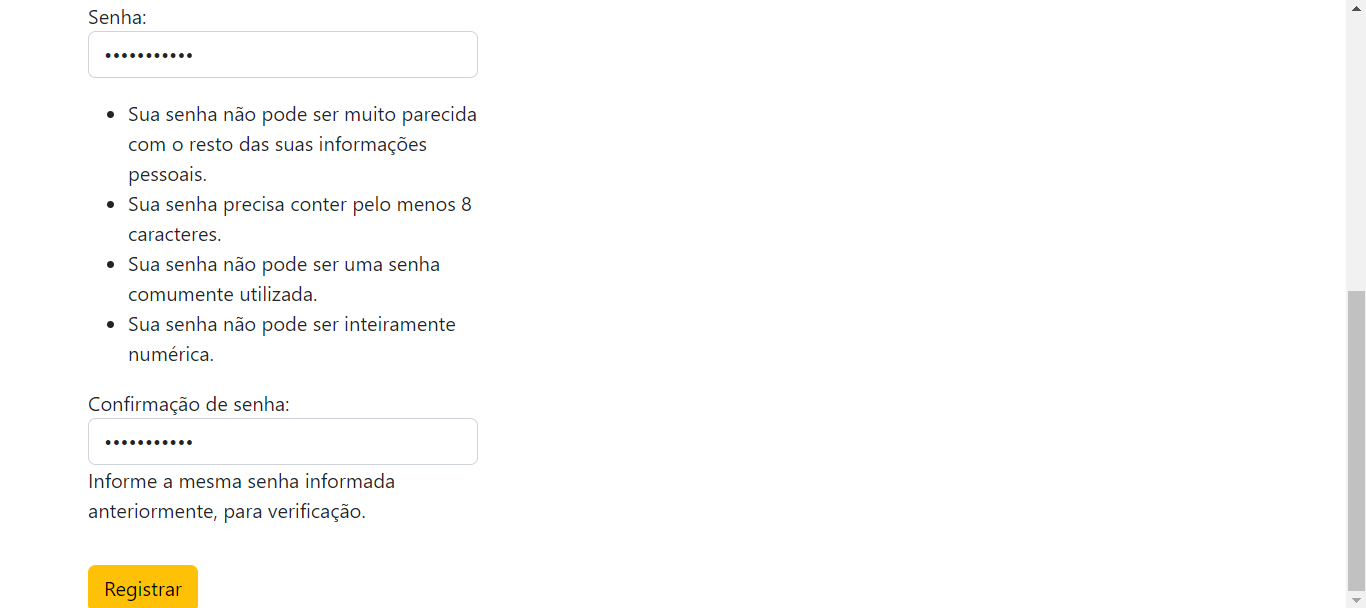 Senha:
•••••••••••
Sua senha não pode ser muito parecida
com o resto das suas informações
pessoais.
Sua senha precisa conter pelo menos 8
caracteres.
Sua senha não pode ser uma senha
comumente utilizada.
Sua senha não pode ser inteiramente
numérica.
Confirmação de senha:
•••••••••••
Informe a mesma senha informada
anteriormente, para verificação.
Registrar